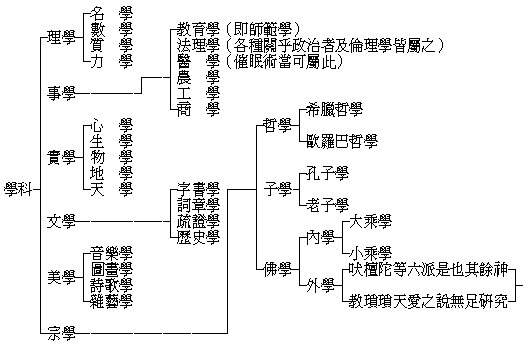 學科
理學
名　學
數　學
質　學
力　學
事學
教育學（即師範學）
法理學（各種關乎政治者及倫理學皆屬之）
醫　學（催眠術當可屬此）
農　學
工　學
商　學
實學
心　學
生　學
物　學
地　學
天　學
文學
字書學
詞章學
疏證學
歷史學
美學
音樂學
圖畫學
詩歌學
雜藝學
宗學
哲學
希臘哲學
歐羅巴哲學
子學
孔子學
老子學
佛學
內學
大乘學
小乘學
外學
吠檀陀等六派是也其餘神
教瑣瑣天愛之說無足硏究